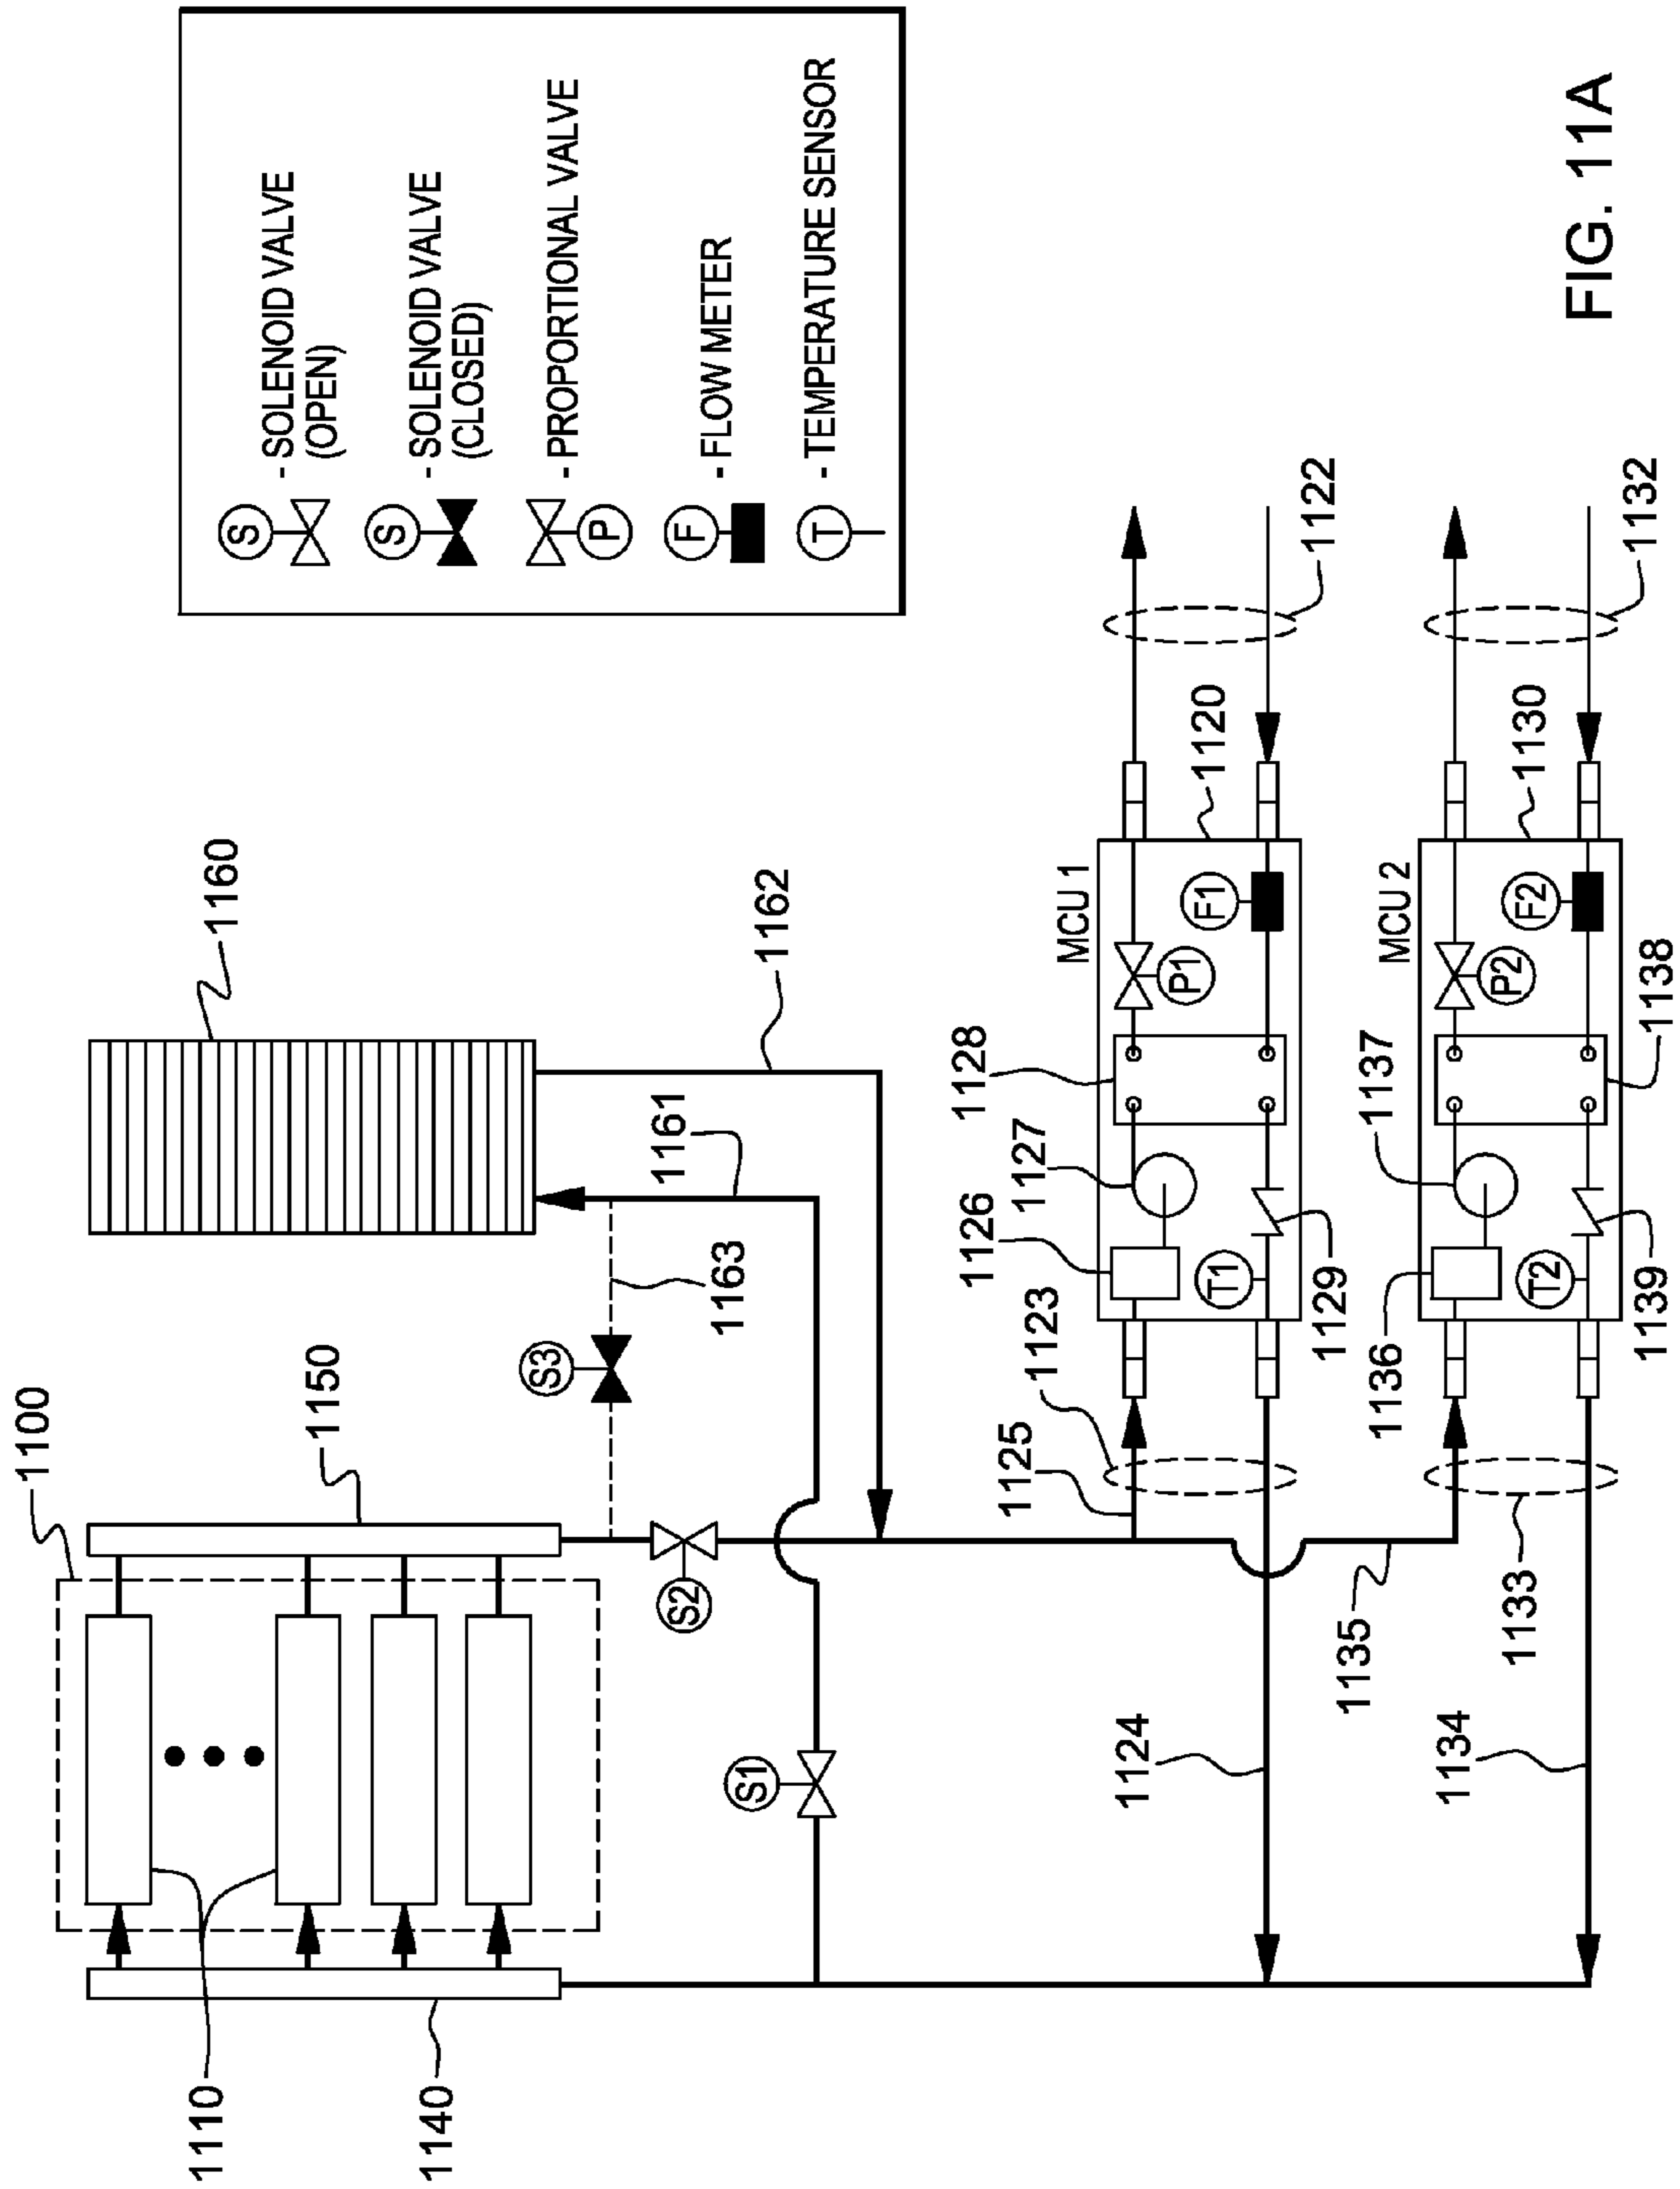 1100
1150
1160
1110
1140
S3
1163
1161
1162
S2
S1
S - SOLENOID VALVE
(OPEN)
S - SOLENOID VALVE
(CLOSED)
P - PROPORTIONAL VALVE
F - FLOW METER
T - TEMPERATURE SENSOR
1125
1123
1126
1127
1128
MCU 1
1120
1122
P1
F1
T1
1129
1124
1135
1133
1134
1136
1137
MCU 2
1130
1132
P2
F2
T2
1138
1139
FIG. 11A